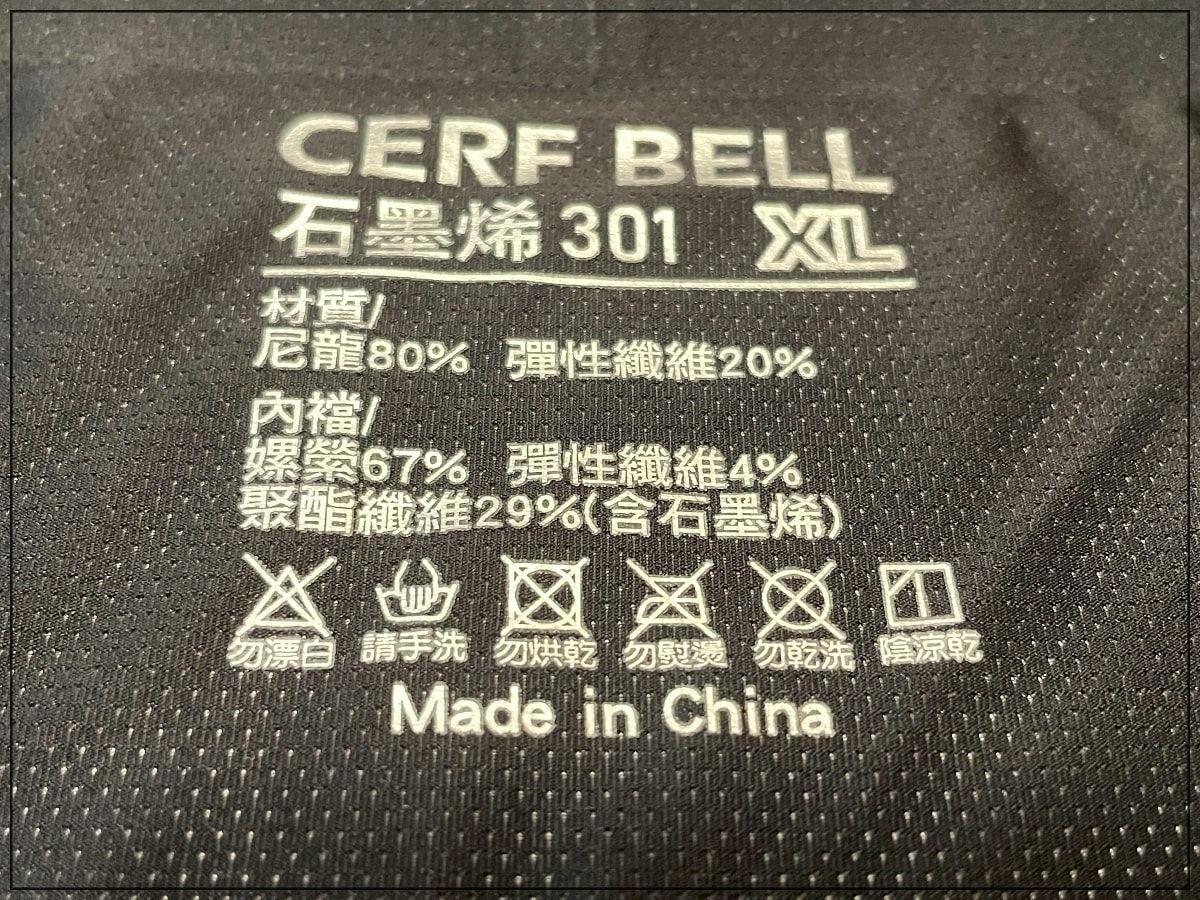 CERF BELL
石墨烯 301 XL
材質/
尼龍80% 彈性纖維20%
內襠/
嫘縈67% 彈性纖維4%
聚酯纖維29%(含石墨烯)
勿漂白 請手洗 勿烘乾 勿熨燙 勿乾洗 陰涼乾
Made in China